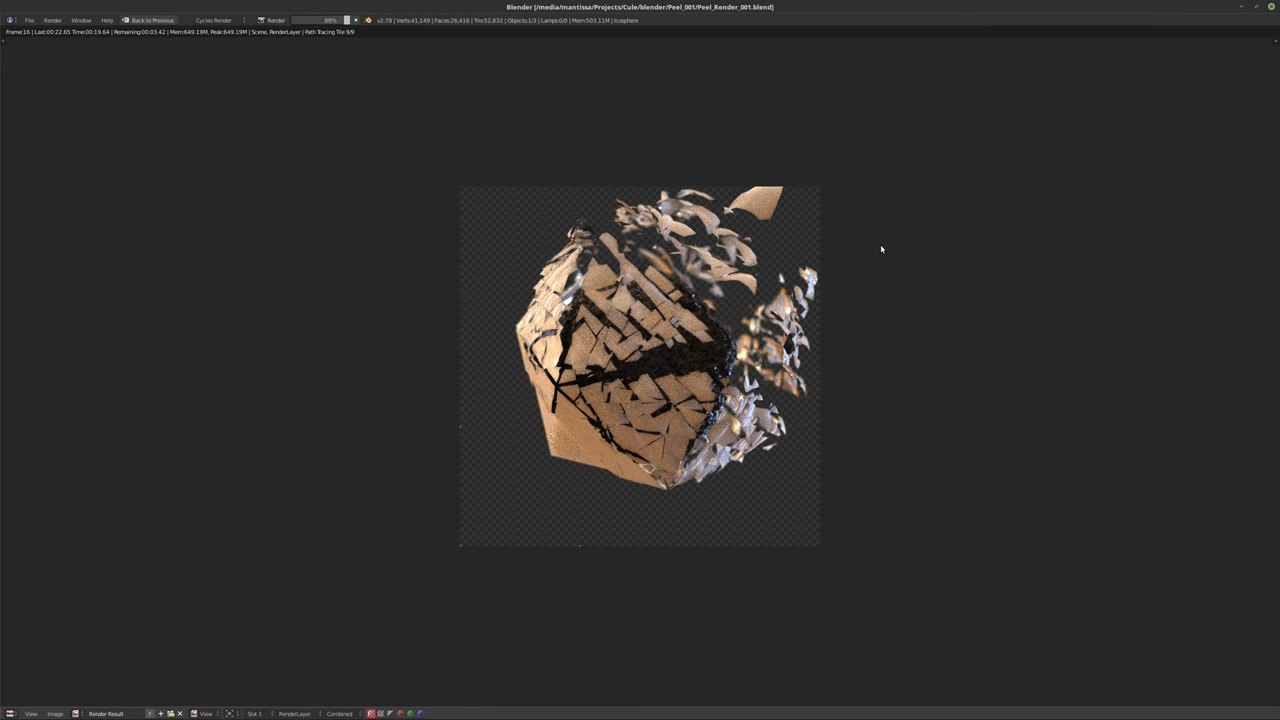 Blender [/media/mantissa/Projects/Cule/blender/Peel_001/Peel_Render_001.blend]
File Render Window Help Back to Previous Cycles Render Render 89% v2.78 | Verts:41,149 | Faces:26,416 | Tris:52,832 | Objects:1/3 | Lamps:0/0 | Mem:503.11M | Icosphere
Frame:16 | Last:00:22.65 Time:00:19.64 | Remaining:00:03.42 | Mem:649.19M, Peak:649.19M | Scene, RenderLayer | Path Tracing Tile 9/9
View Image Render Result F View Slot 1 RenderLayer Combined